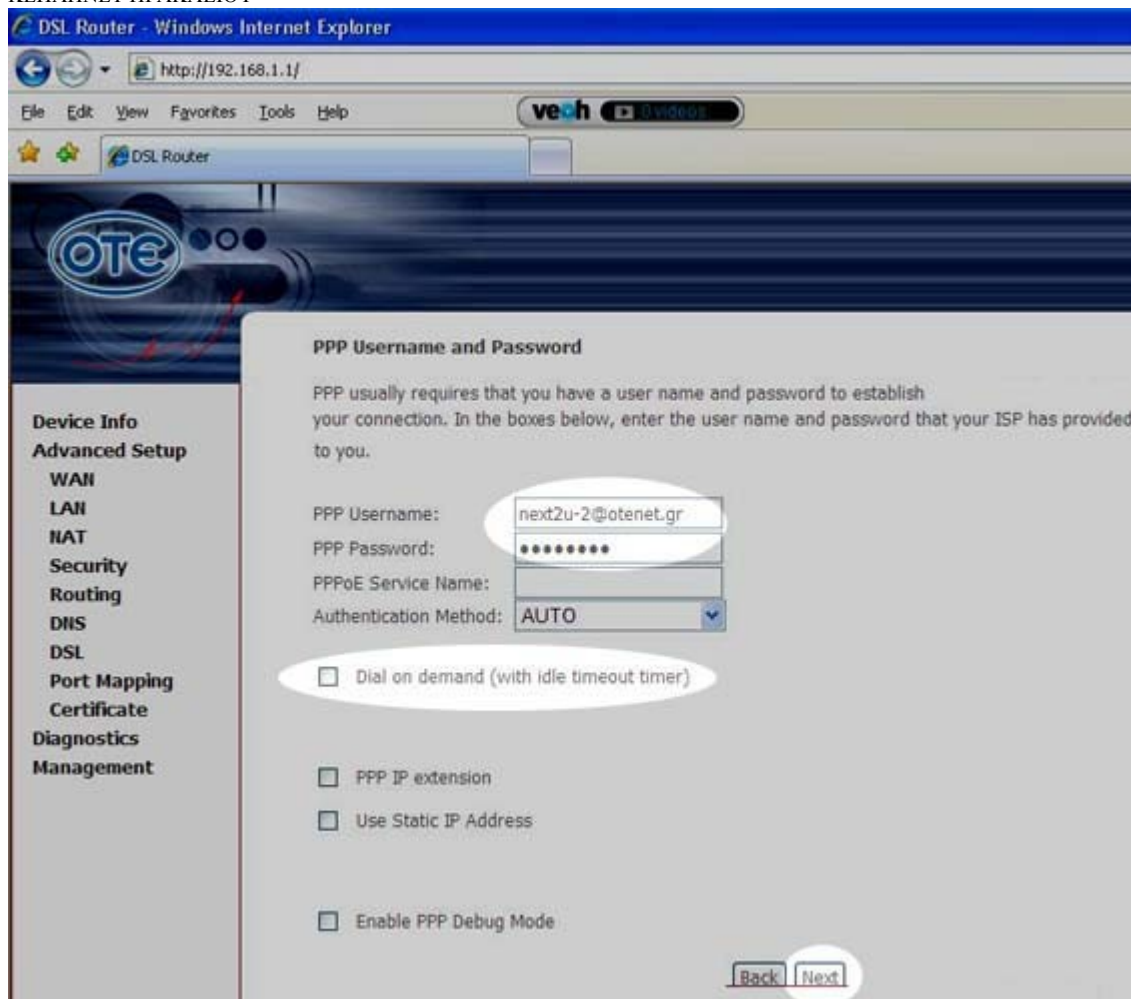 ΚΕΠΛΗΝΕΤ ΗΡΑΚΛΕΙΟΥ
DSL Router - Windows Internet Explorer
http://192.168.1.1/
File Edit View Favorites Tools Help
veoh 0 videos
DSL Router
OTE
PPP Username and Password
PPP usually requires that you have a user name and password to establish
your connection. In the boxes below, enter the user name and password that your ISP has provided
to you.
Device Info
Advanced Setup
WAN
LAN
NAT
Security
Routing
DNS
DSL
Port Mapping
Certificate
Diagnostics
Management
PPP Username: next2u-2@otenet.gr
PPP Password: ••••••••
PPPoE Service Name:
Authentication Method: AUTO
Dial on demand (with idle timeout timer)
PPP IP extension
Use Static IP Address
Enable PPP Debug Mode
Back Next